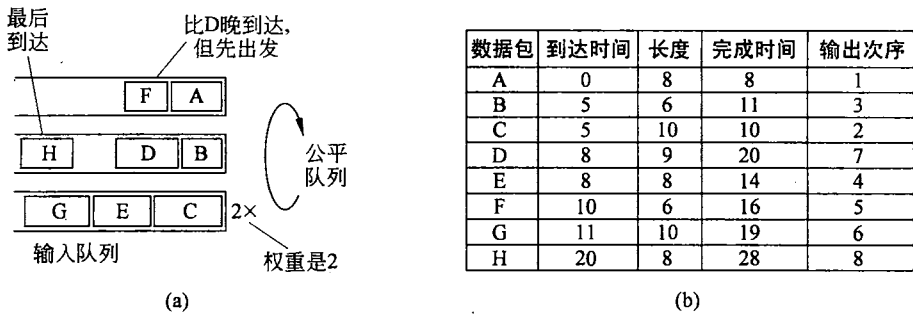 最后
到达
比D晚到达,
但先出发
F A
H D B
公平
队列
G E C 2×
输入队列
权重是2
(a)
数据包 到达时间 长度 完成时间 输出次序
A 0 8 8 1
B 5 6 11 3
C 5 10 10 2
D 8 9 20 7
E 8 8 14 4
F 10 6 16 5
G 11 10 19 6
H 20 8 28 8
(b)